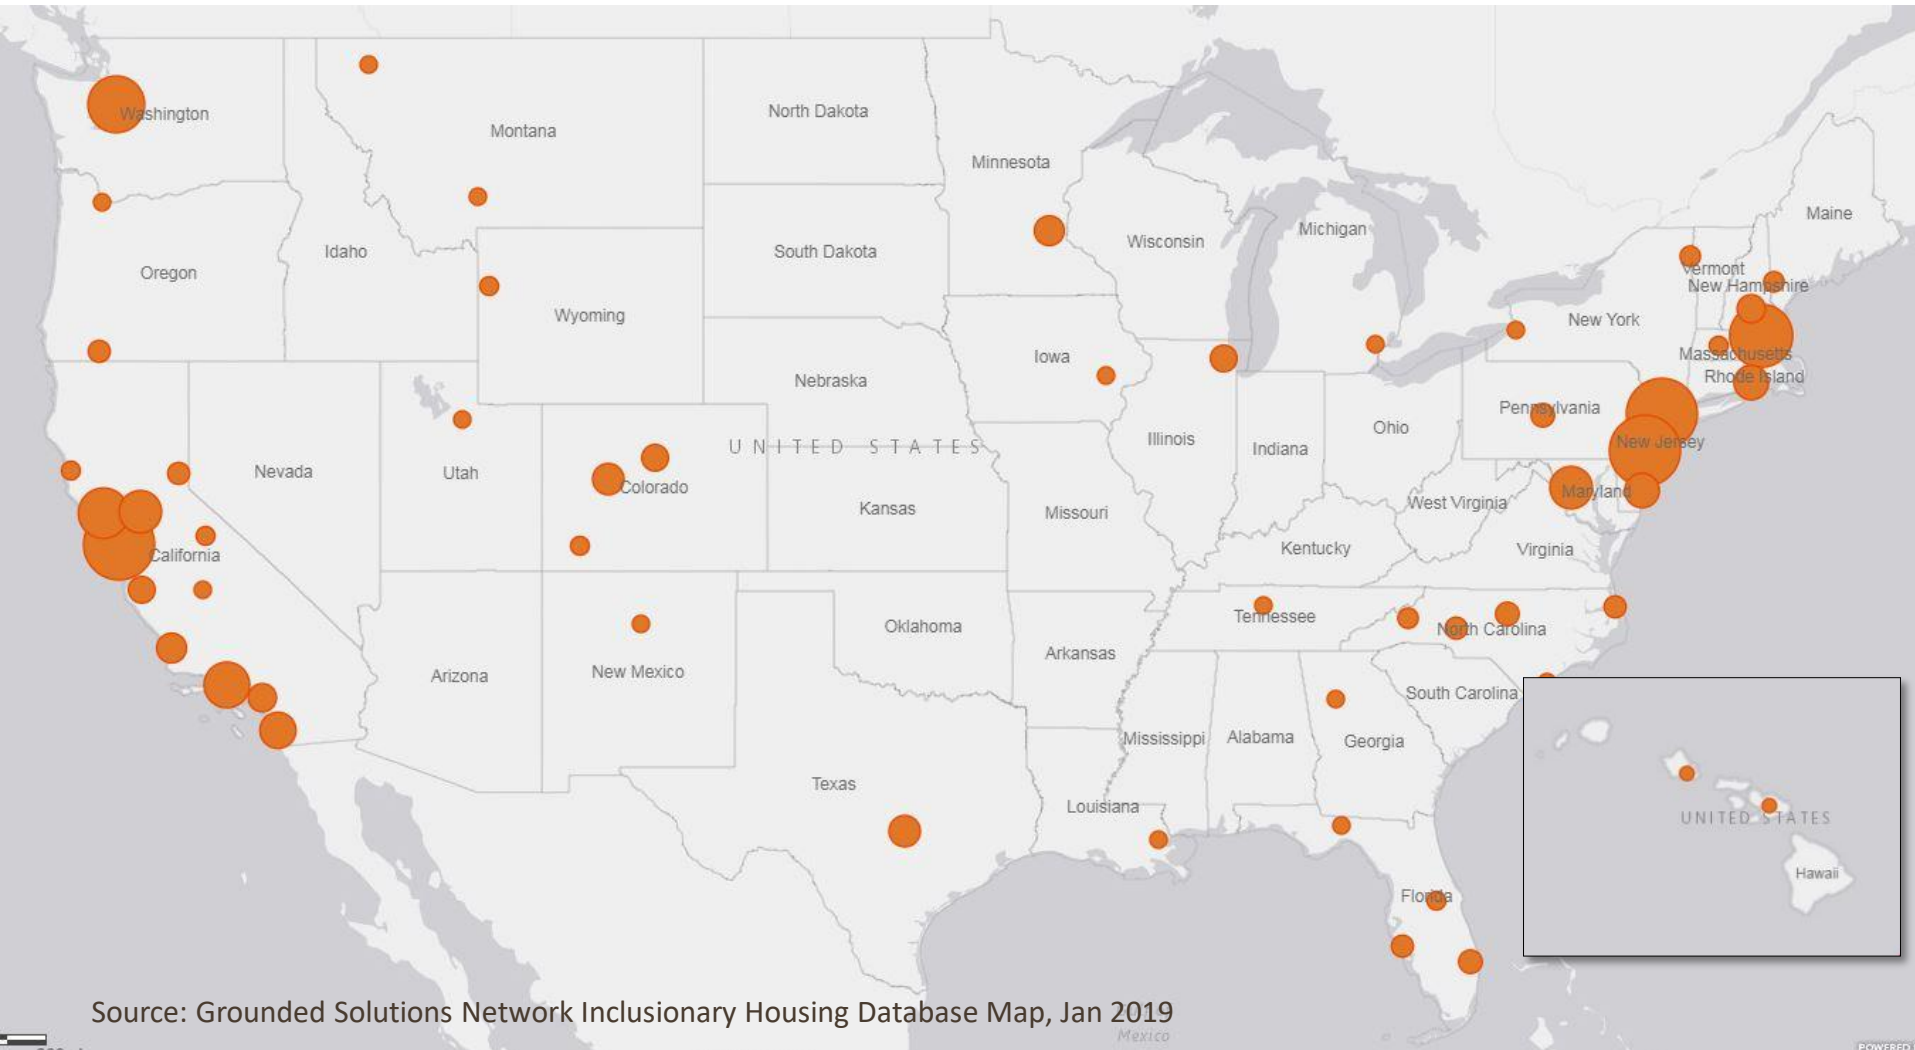 Washington
Montana
North Dakota
Minnesota
Maine
Oregon
Idaho
South Dakota
Wisconsin
Michigan
Vermont
New Hampshire
Wyoming
New York
Iowa
Massachusetts
Rhode Island
Nebraska
Pennsylvania
UNITED STATES
Illinois
Indiana
Ohio
New Jersey
Nevada
Utah
Colorado
Maryland
Kansas
Missouri
West Virginia
California
Kentucky
Virginia
Tennessee
North Carolina
Oklahoma
Arkansas
Arizona
New Mexico
South Carolina
Mississippi
Alabama
Georgia
Texas
Louisiana
UNITED STATES
Hawaii
Florida
Source: Grounded Solutions Network Inclusionary Housing Database Map, Jan 2019
Mexico
POWERED